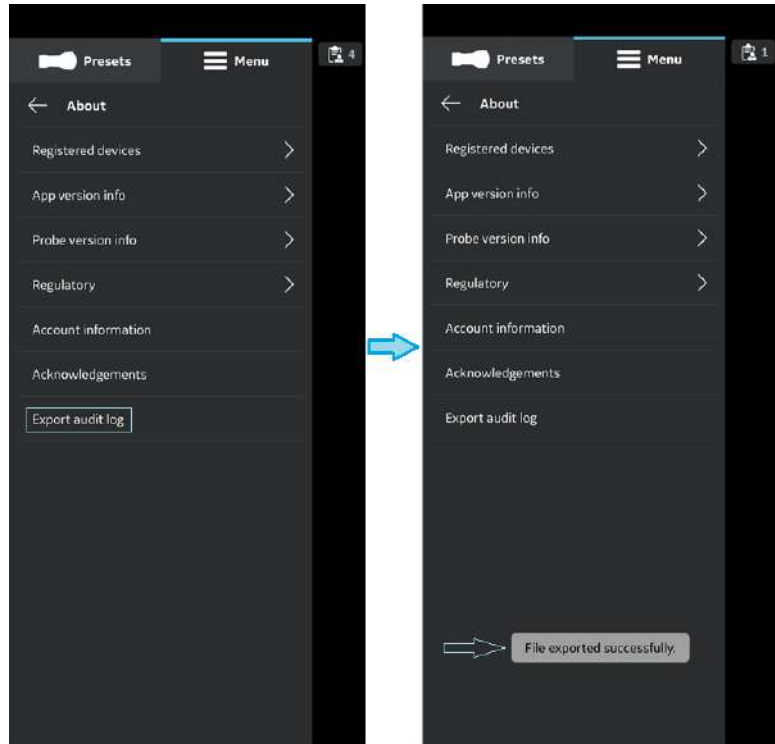 Presets
Menu
4
About
Registered devices
App version info
Probe version info
Regulatory
Account information
Acknowledgements
Export audit log
Presets
Menu
1
About
Registered devices
App version info
Probe version info
Regulatory
Account information
Acknowledgements
Export audit log
File exported successfully.